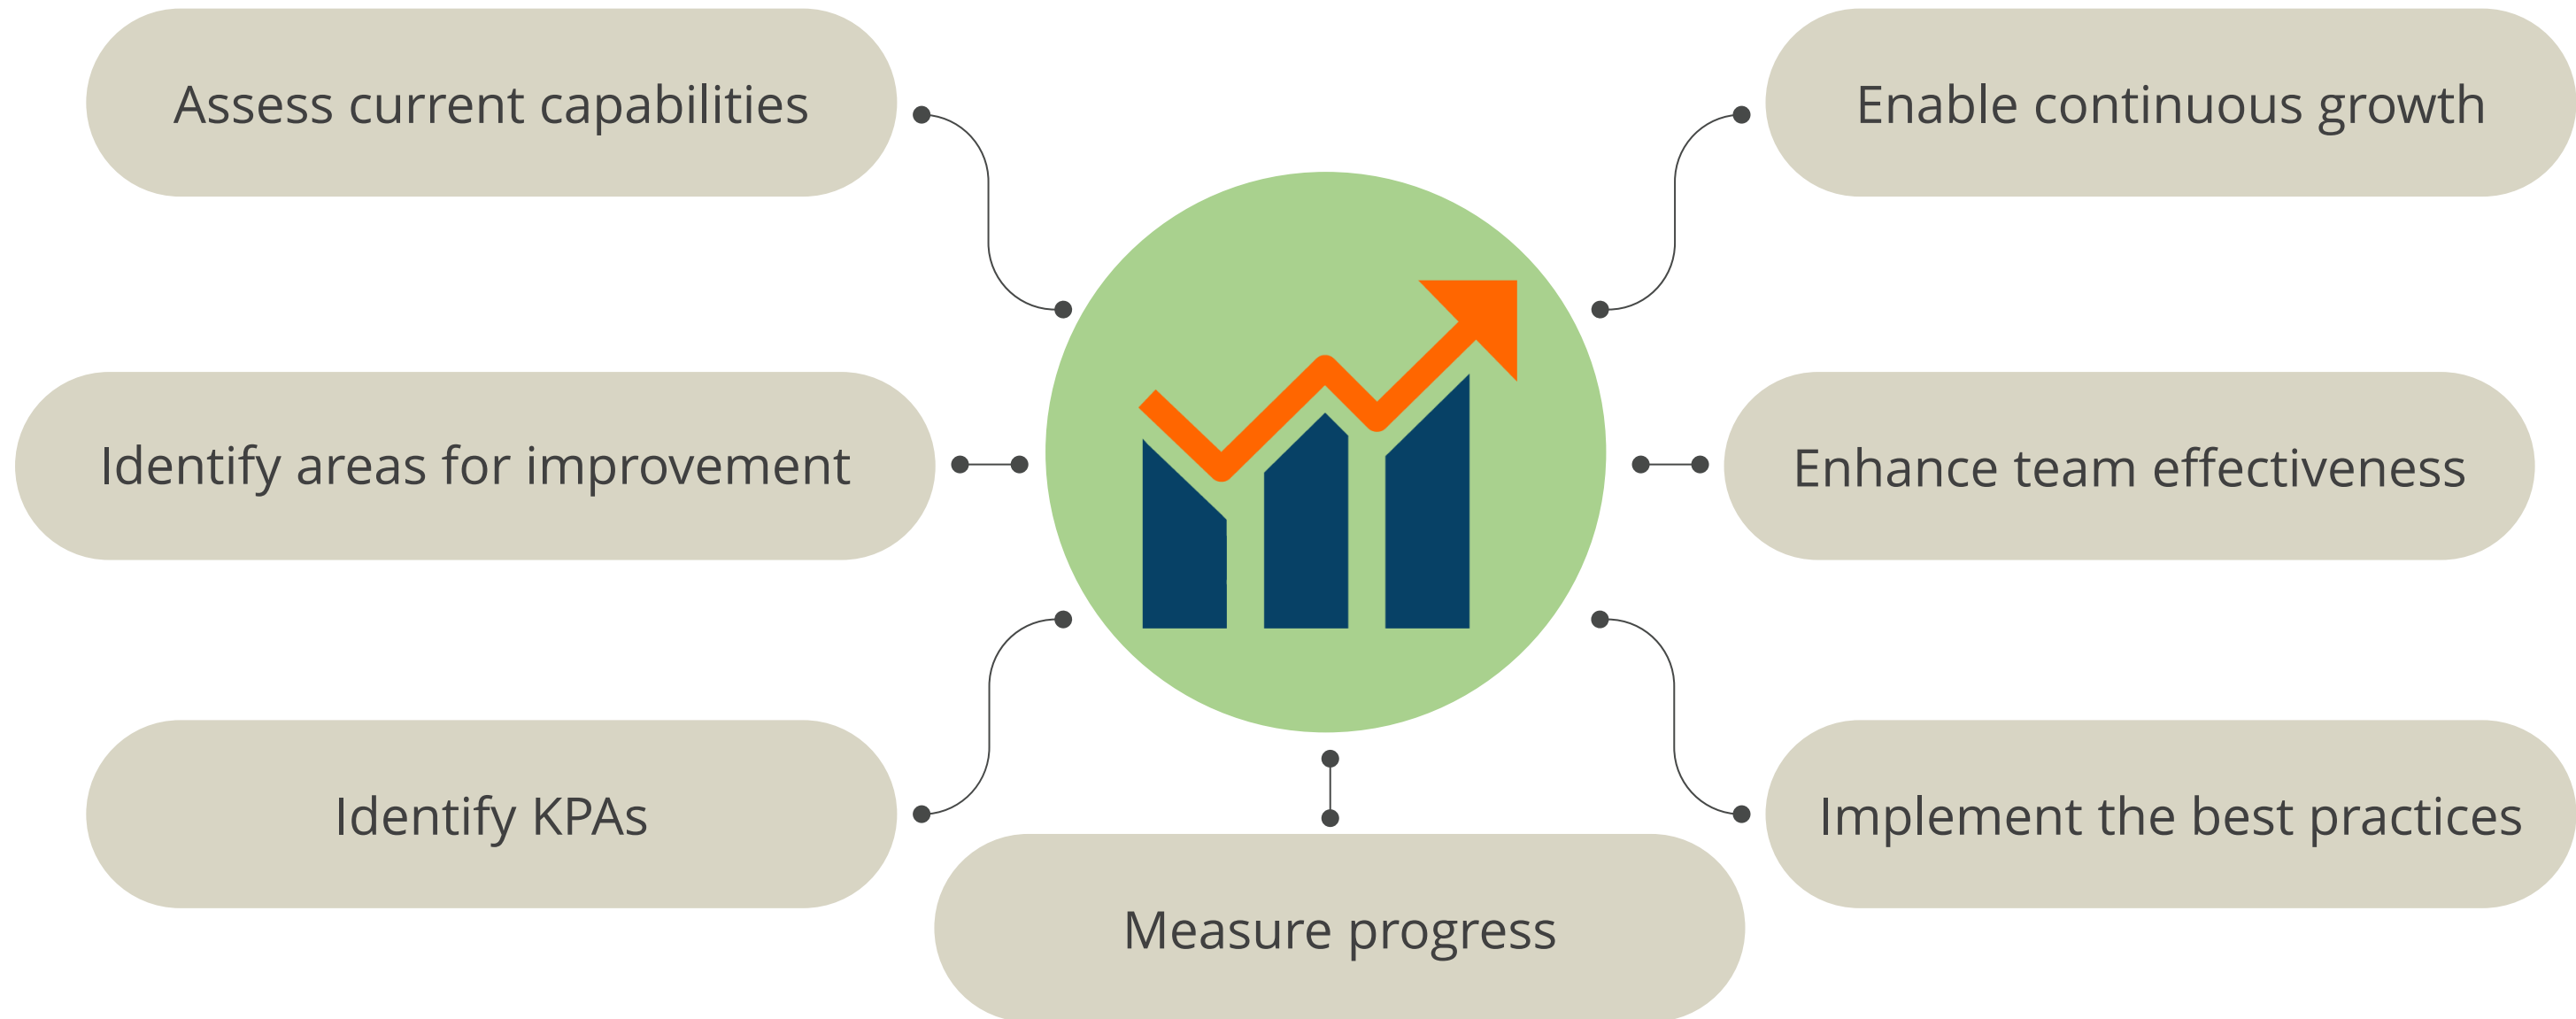 Assess current capabilities
Enable continuous growth
Identify areas for improvement
Enhance team effectiveness
Identify KPAs
Implement the best practices
Measure progress